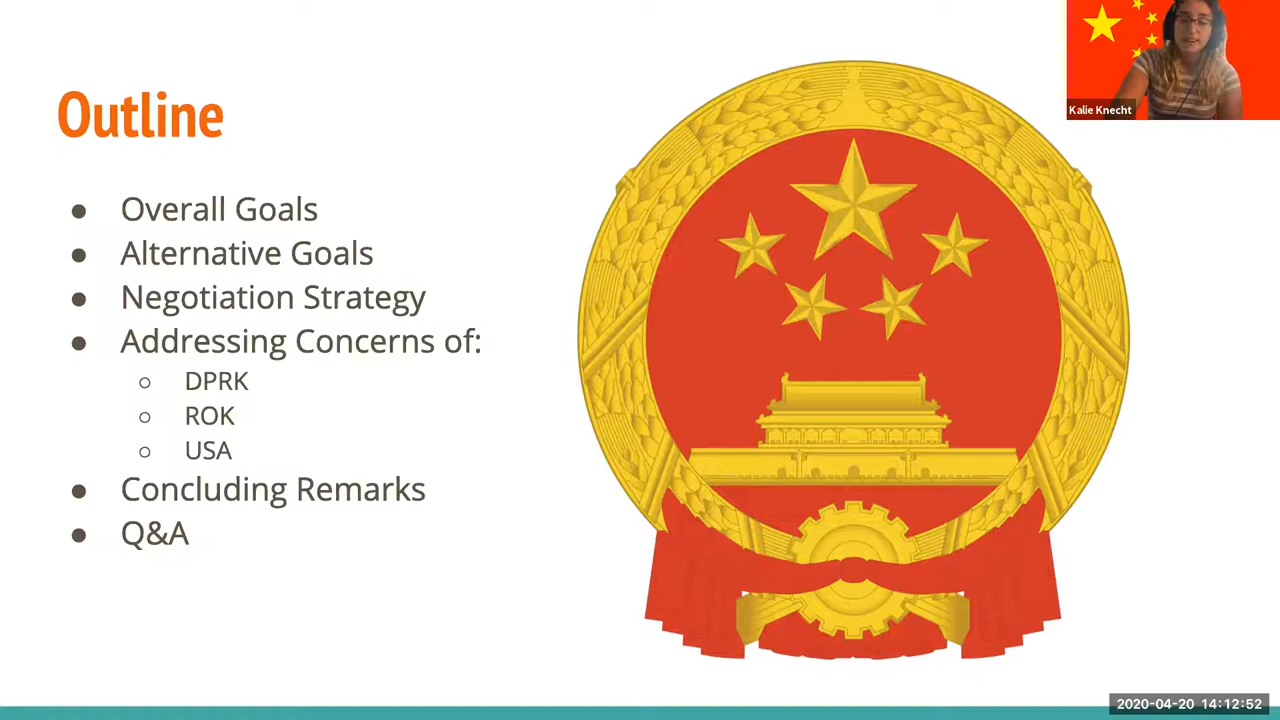 Outline
● Overall Goals
● Alternative Goals
● Negotiation Strategy
● Addressing Concerns of:
○ DPRK
○ ROK
○ USA
● Concluding Remarks
● Q&A
Kalie Knecht
2020-04-20 14:12:52